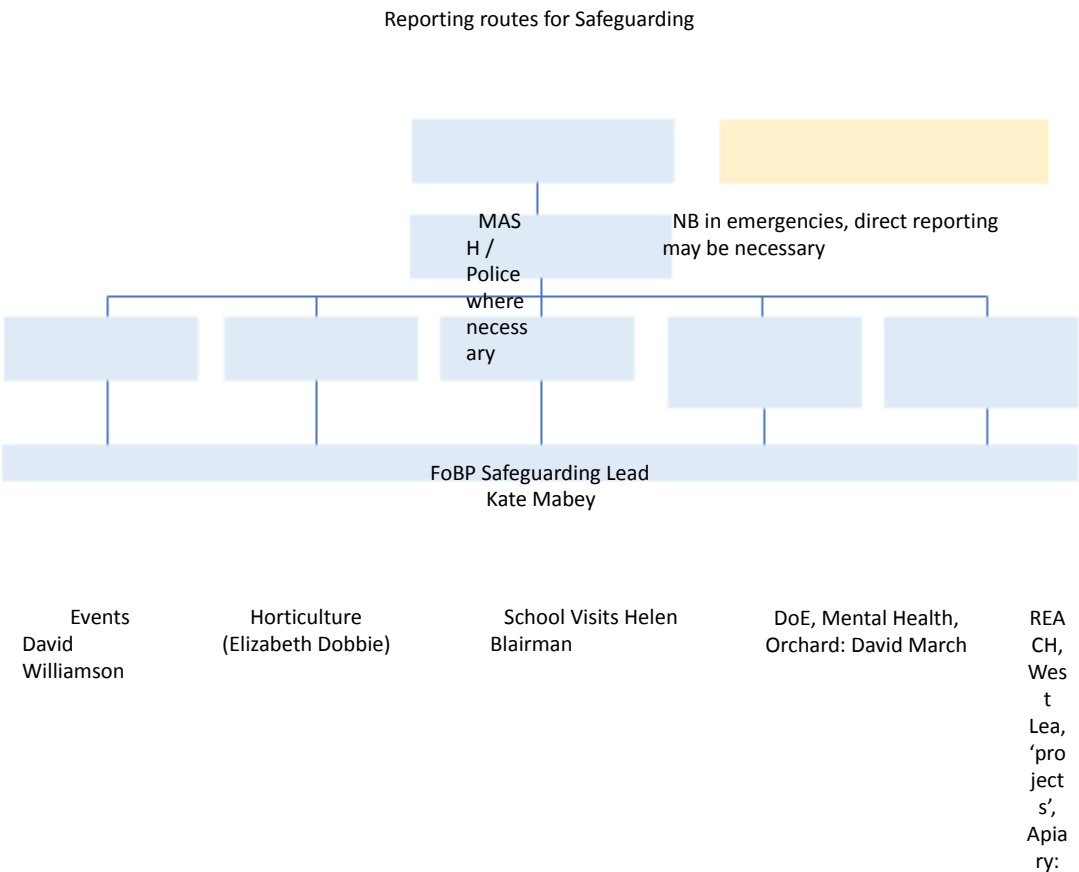 Reporting routes for Safeguarding
MAS
H /
Police
where
necess
ary
NB in emergencies, direct reporting
may be necessary
FoBP Safeguarding Lead
Kate Mabey
Events
David
Williamson
Horticulture
(Elizabeth Dobbie)
School Visits Helen
Blairman
DoE, Mental Health,
Orchard: David March
REA
CH,
Wes
t
Lea,
‘pro
ject
s’,
Apia
ry: